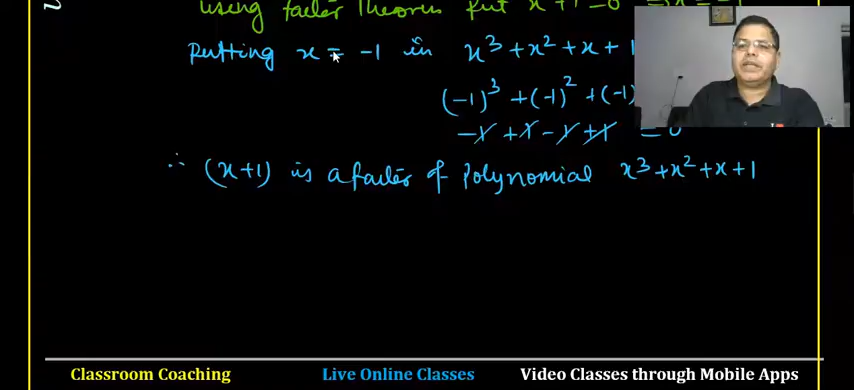 using factor Theorem put x + 1 = 0 ⇒ x = -1
Putting x = -1 in x³ + x² + x + 1
(-1)³ + (-1)² + (-1)
-1 + 1 - 1 + 1 = 0
∴ (x+1) is a factor of Polynomial x³ + x² + x + 1
Classroom Coaching Live Online Classes Video Classes through Mobile Apps